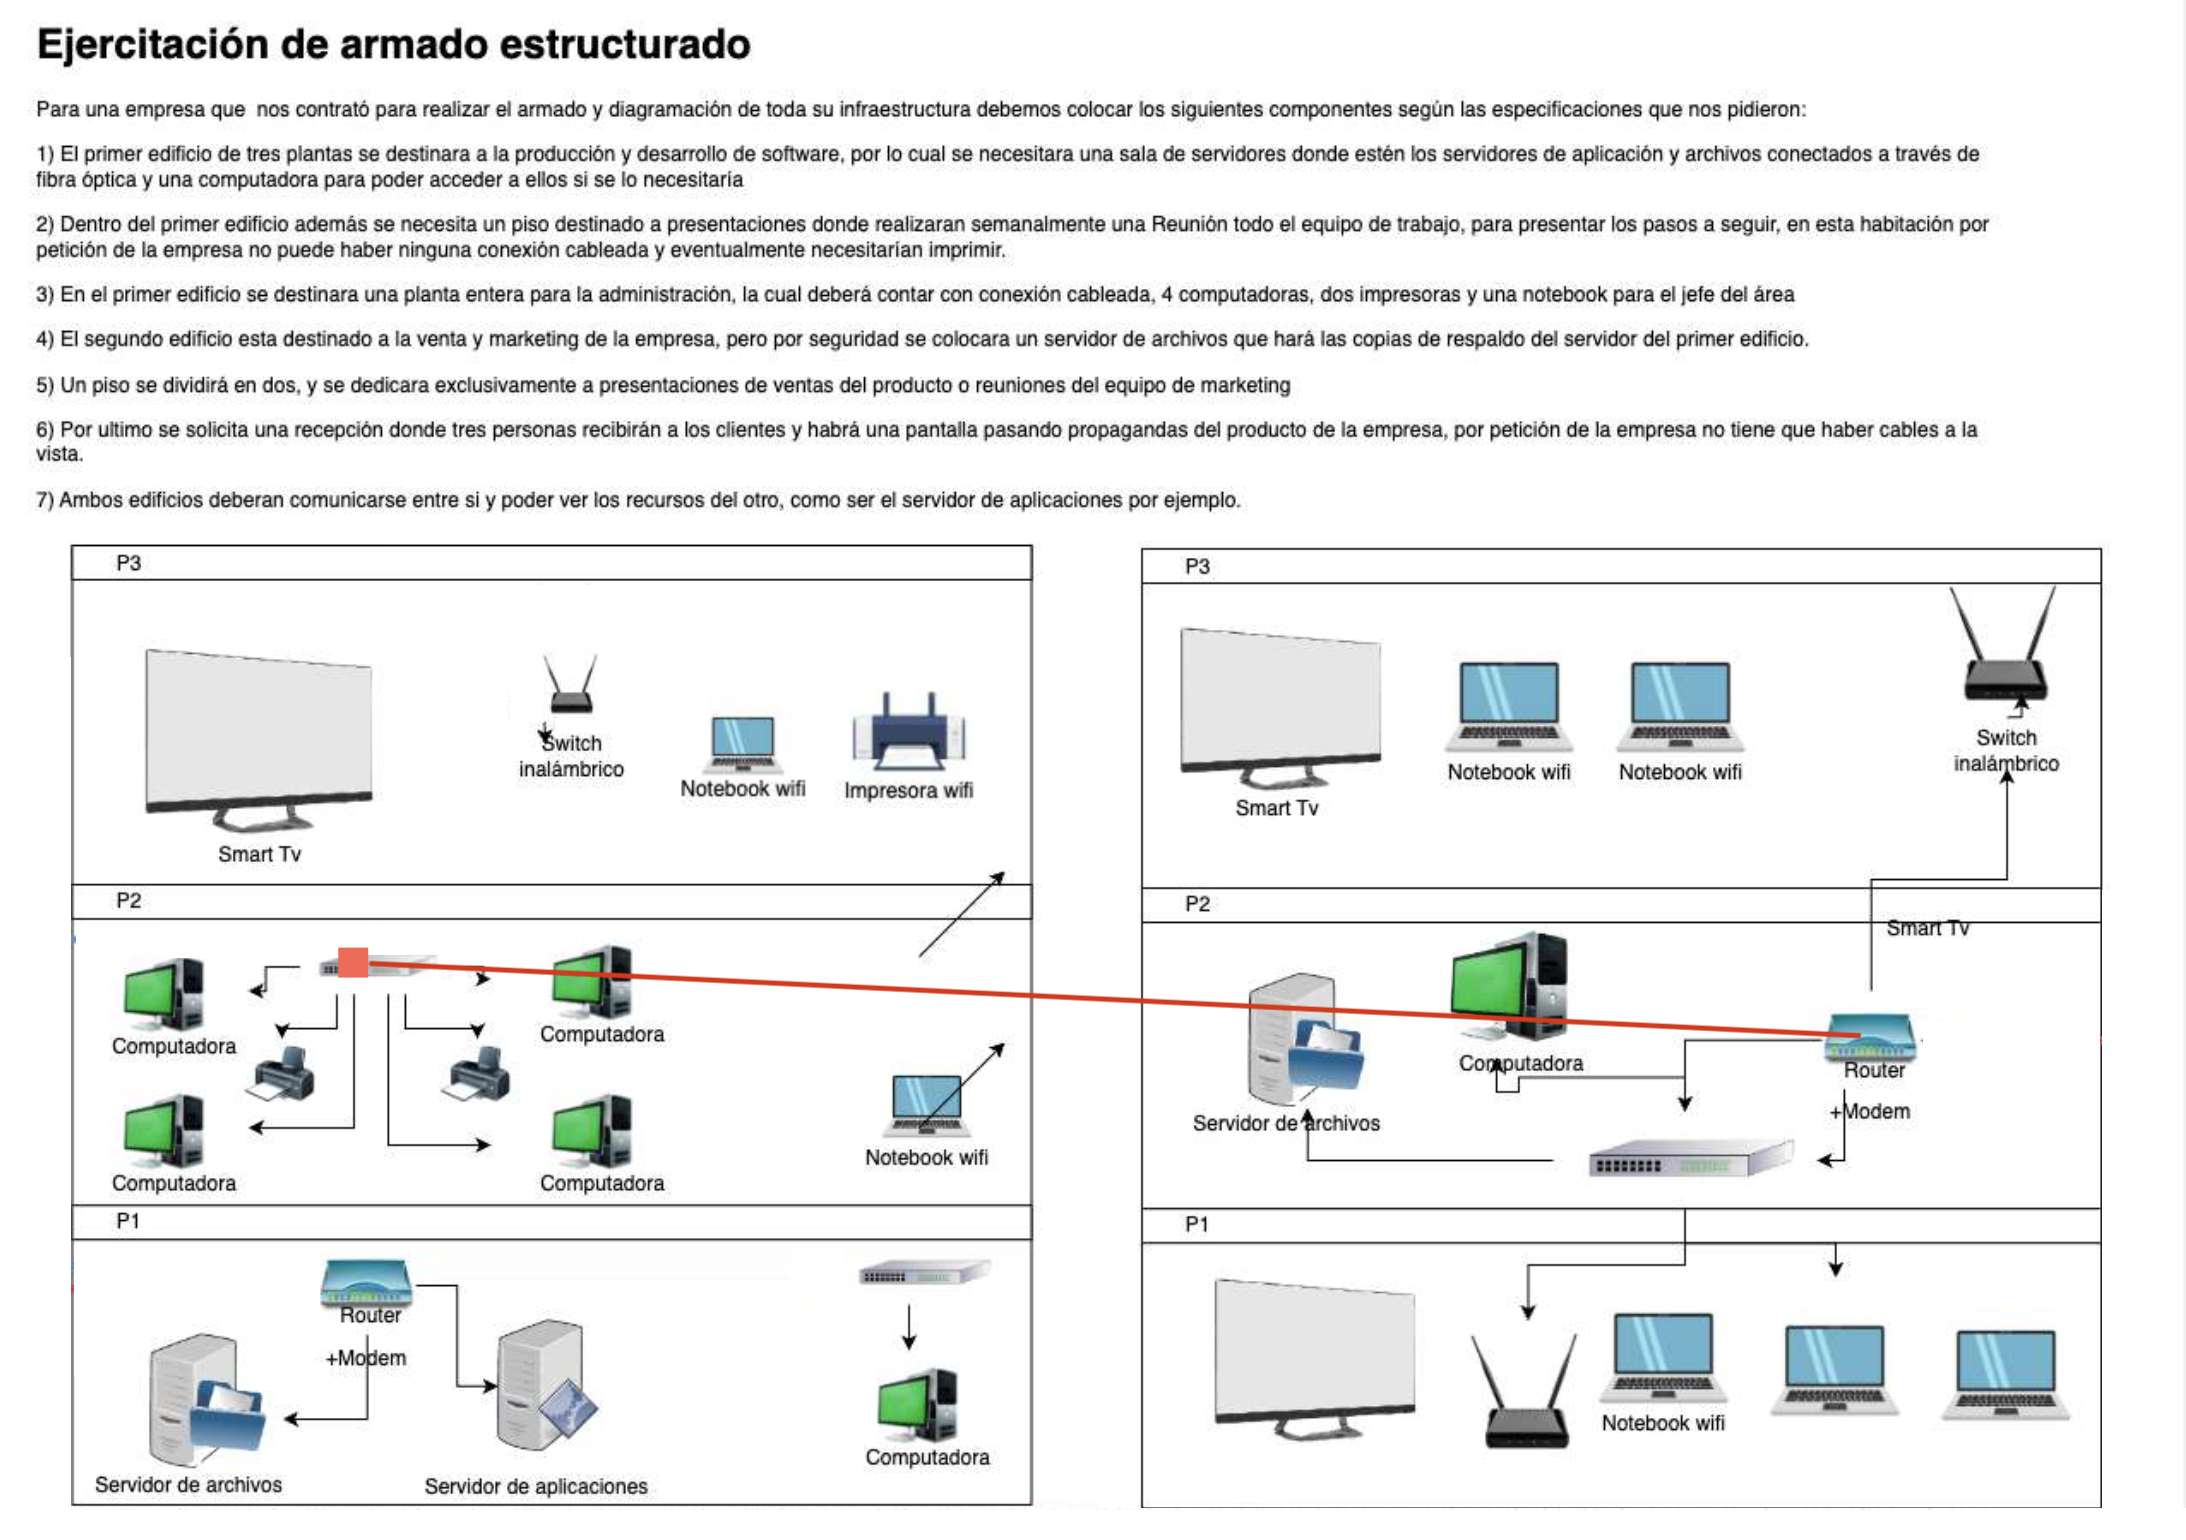 Ejercitación de armado estructurado
Para una empresa que  nos contrató para realizar el armado y diagramación de toda su infraestructura debemos colocar los siguientes componentes según las especificaciones que nos pidieron:
1) El primer edificio de tres plantas se destinara a la producción y desarrollo de software, por lo cual se necesitara una sala de servidores donde estén los servidores de aplicación y archivos conectados a través de
fibra óptica y una computadora para poder acceder a ellos si se lo necesitaría
2) Dentro del primer edificio además se necesita un piso destinado a presentaciones donde realizaran semanalmente una Reunión todo el equipo de trabajo, para presentar los pasos a seguir, en esta habitación por
petición de la empresa no puede haber ninguna conexión cableada y eventualmente necesitarían imprimir.
3) En el primer edificio se destinara una planta entera para la administración, la cual deberá contar con conexión cableada, 4 computadoras, dos impresoras y una notebook para el jefe del área
4) El segundo edificio esta destinado a la venta y marketing de la empresa, pero por seguridad se colocara un servidor de archivos que hará las copias de respaldo del servidor del primer edificio.
5) Un piso se dividirá en dos, y se dedicara exclusivamente a presentaciones de ventas del producto o reuniones del equipo de marketing
6) Por ultimo se solicita una recepción donde tres personas recibirán a los clientes y habrá una pantalla pasando propagandas del producto de la empresa, por petición de la empresa no tiene que haber cables a la
vista.
7) Ambos edificios deberan comunicarse entre si y poder ver los recursos del otro, como ser el servidor de aplicaciones por ejemplo.
P3
Switch
inalámbrico
Notebook wifi
Impresora wifi
Smart Tv
P2
Computadora
Computadora
Computadora
Computadora
Notebook wifi
P1
Router
+Modem
Servidor de archivos
Servidor de aplicaciones
Computadora
P3
Smart Tv
Notebook wifi
Notebook wifi
Switch
inalámbrico
P2
Smart Tv
Computadora
Router
+Modem
Servidor de archivos
P1
Notebook wifi